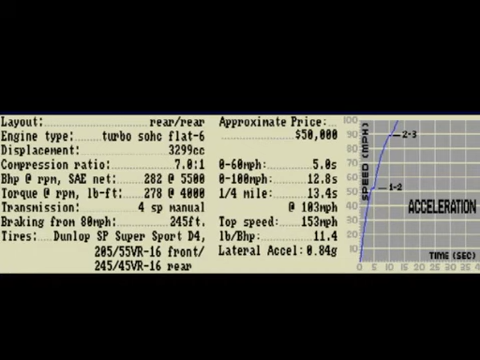 Layout: rear/rear
Engine type: turbo sohc flat-6
Displacement: 3299cc
Compression ratio: 7.0:1
Bhp @ rpm, SAE net: 282 @ 5500
Torque @ rpm, lb-ft: 278 @ 4000
Transmission: 4 sp manual
Braking from 80mph: 245ft.
Tires: Dunlop SP Super Sport D4,
205/55VR-16 front/
245/45VR-16 rear
Approximate Price:
$50,000
0-60mph: 5.0s
0-100mph: 12.8s
1/4 mile: 13.4s
@ 103mph
Top speed: 153mph
lb/Bhp: 11.4
Lateral Accel: 0.84g
100
90
80
70
60
50
40
30
20
10
SPEED (MPH)
2-3
1-2
ACCELERATION
TIME (SEC)
0 5 10 15 20 25 30 35 4